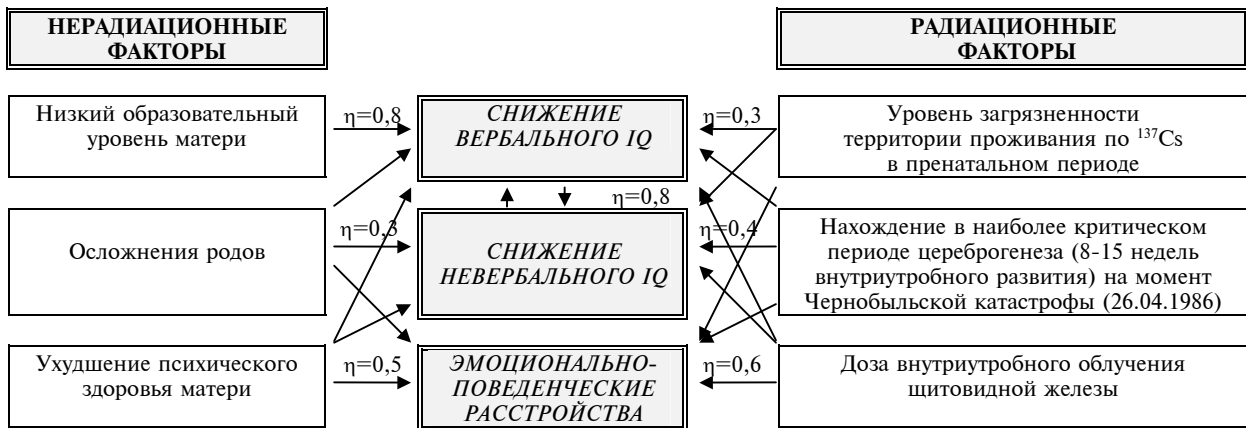 НЕРАДИАЦИОННЫЕ
ФАКТОРЫ
РАДИАЦИОННЫЕ
ФАКТОРЫ
Низкий образовательный
уровень матери
η=0,8
СНИЖЕНИЕ
ВЕРБАЛЬНОГО IQ
η=0,3
Уровень загрязненности
территории проживания по ¹³⁷Cs
в пренатальном периоде
η=0,8
Осложнения родов
η=0,3
СНИЖЕНИЕ
НЕВЕРБАЛЬНОГО IQ
η=0,4
Нахождение в наиболее критическом
периоде цереброгенеза (8-15 недель
внутриутробного развития) на момент
Чернобыльской катастрофы (26.04.1986)
Ухудшение психического
здоровья матери
η=0,5
ЭМОЦИОНАЛЬНО-
ПОВЕДЕНЧЕСКИЕ
РАССТРОЙСТВА
η=0,6
Доза внутриутробного облучения
щитовидной железы